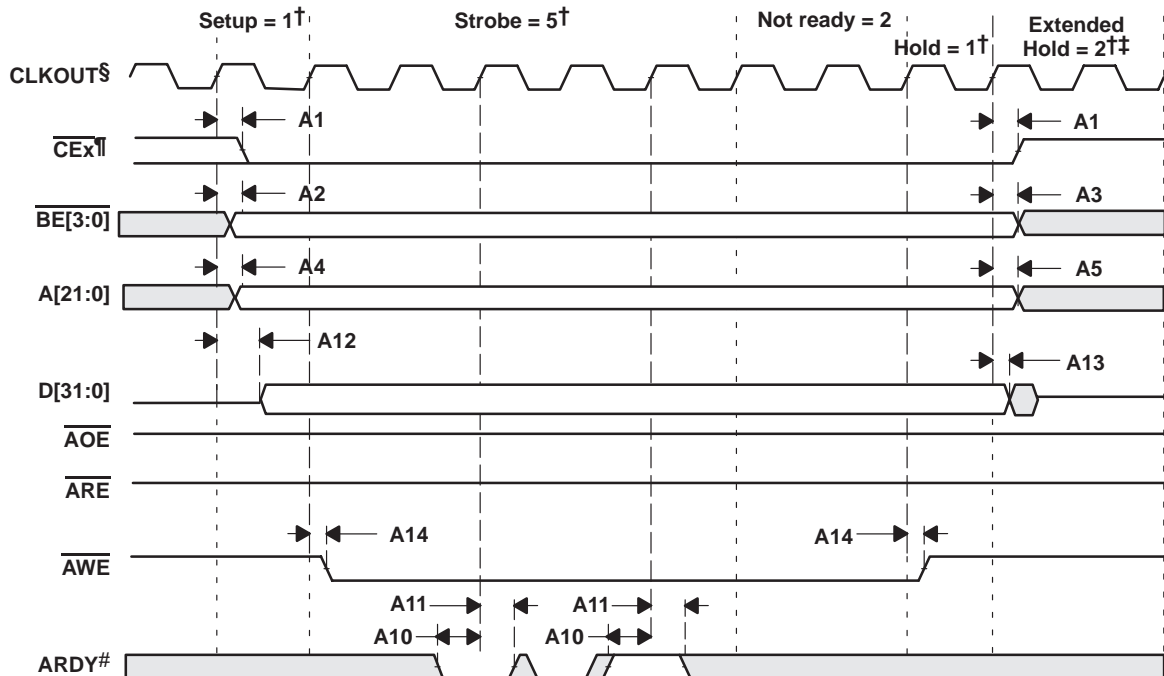 Setup = 1† Strobe = 5† Not ready = 2 Extended
Hold = 1† Hold = 2†‡
CLKOUT§
A1 A1
CEx¶
A2 A3
BE[3:0]
A4 A5
A[21:0]
A12
A13
D[31:0]
AOE
ARE
A14 A14
AWE
A11 A11
A10 A10
ARDY#